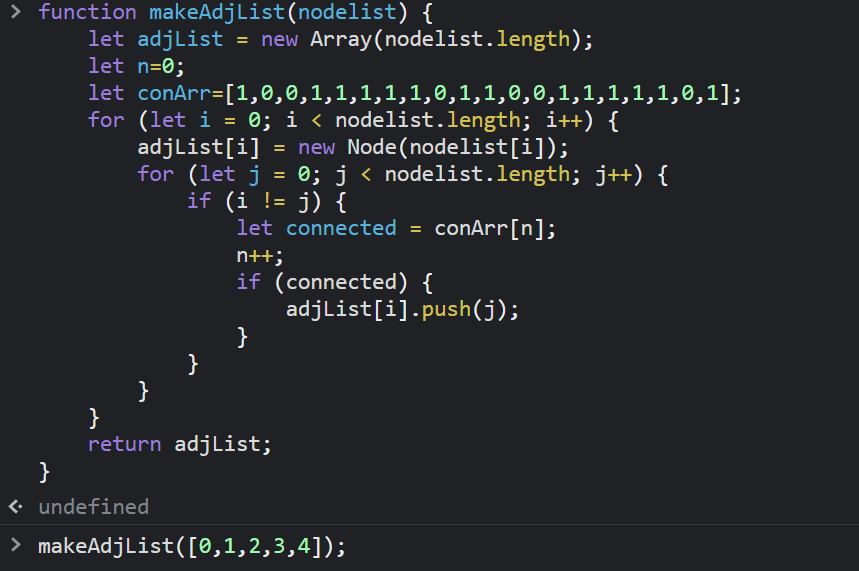 > function makeAdjList(nodelist) {
let adjList = new Array(nodelist.length);
let n=0;
let conArr=[1,0,0,1,1,1,1,1,0,1,1,0,0,1,1,1,1,1,0,1];
for (let i = 0; i < nodelist.length; i++) {
adjList[i] = new Node(nodelist[i]);
for (let j = 0; j < nodelist.length; j++) {
if (i != j) {
let connected = conArr[n];
n++;
if (connected) {
adjList[i].push(j);
}
}
}
}
return adjList;
}
undefined
> makeAdjList([0,1,2,3,4]);